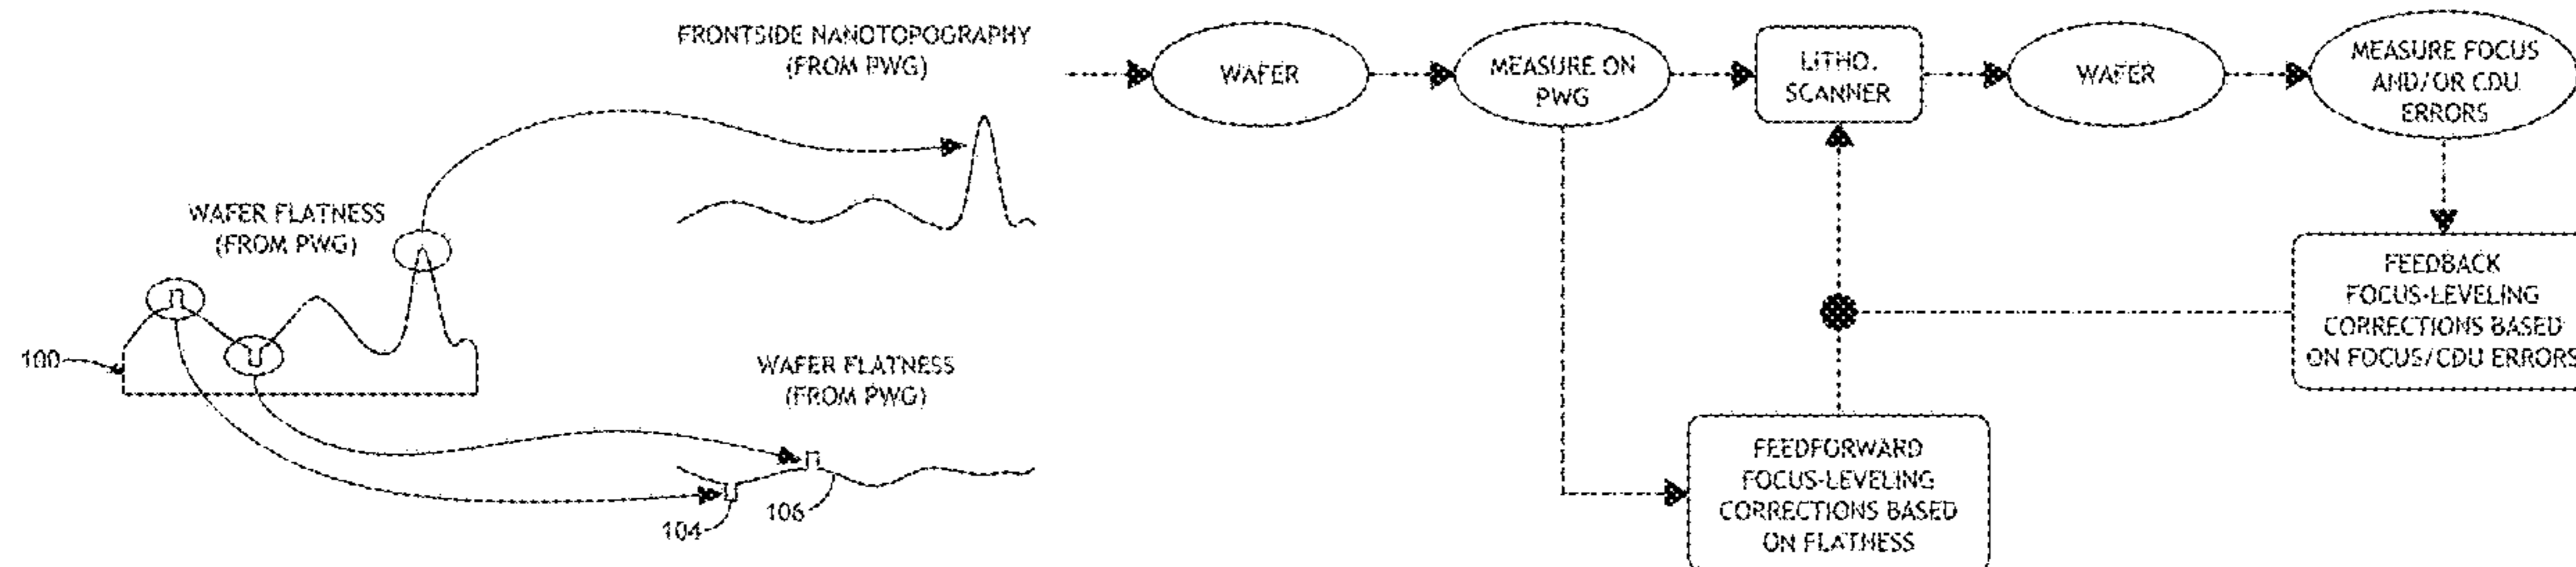 FRONTSIDE NANOTOPOGRAPHY
(FROM PWG)
WAFER FLATNESS
(FROM PWG)
100
WAFER FLATNESS
(FROM PWG)
104
106
WAFER
MEASURE ON
PWG
LITHO.
SCANNER
WAFER
MEASURE FOCUS
AND/OR CDU
ERRORS
FEEDBACK
FOCUS-LEVELING
CORRECTIONS BASED
ON FOCUS/CDU ERRORS
FEEDFORWARD
FOCUS-LEVELING
CORRECTIONS BASED
ON FLATNESS